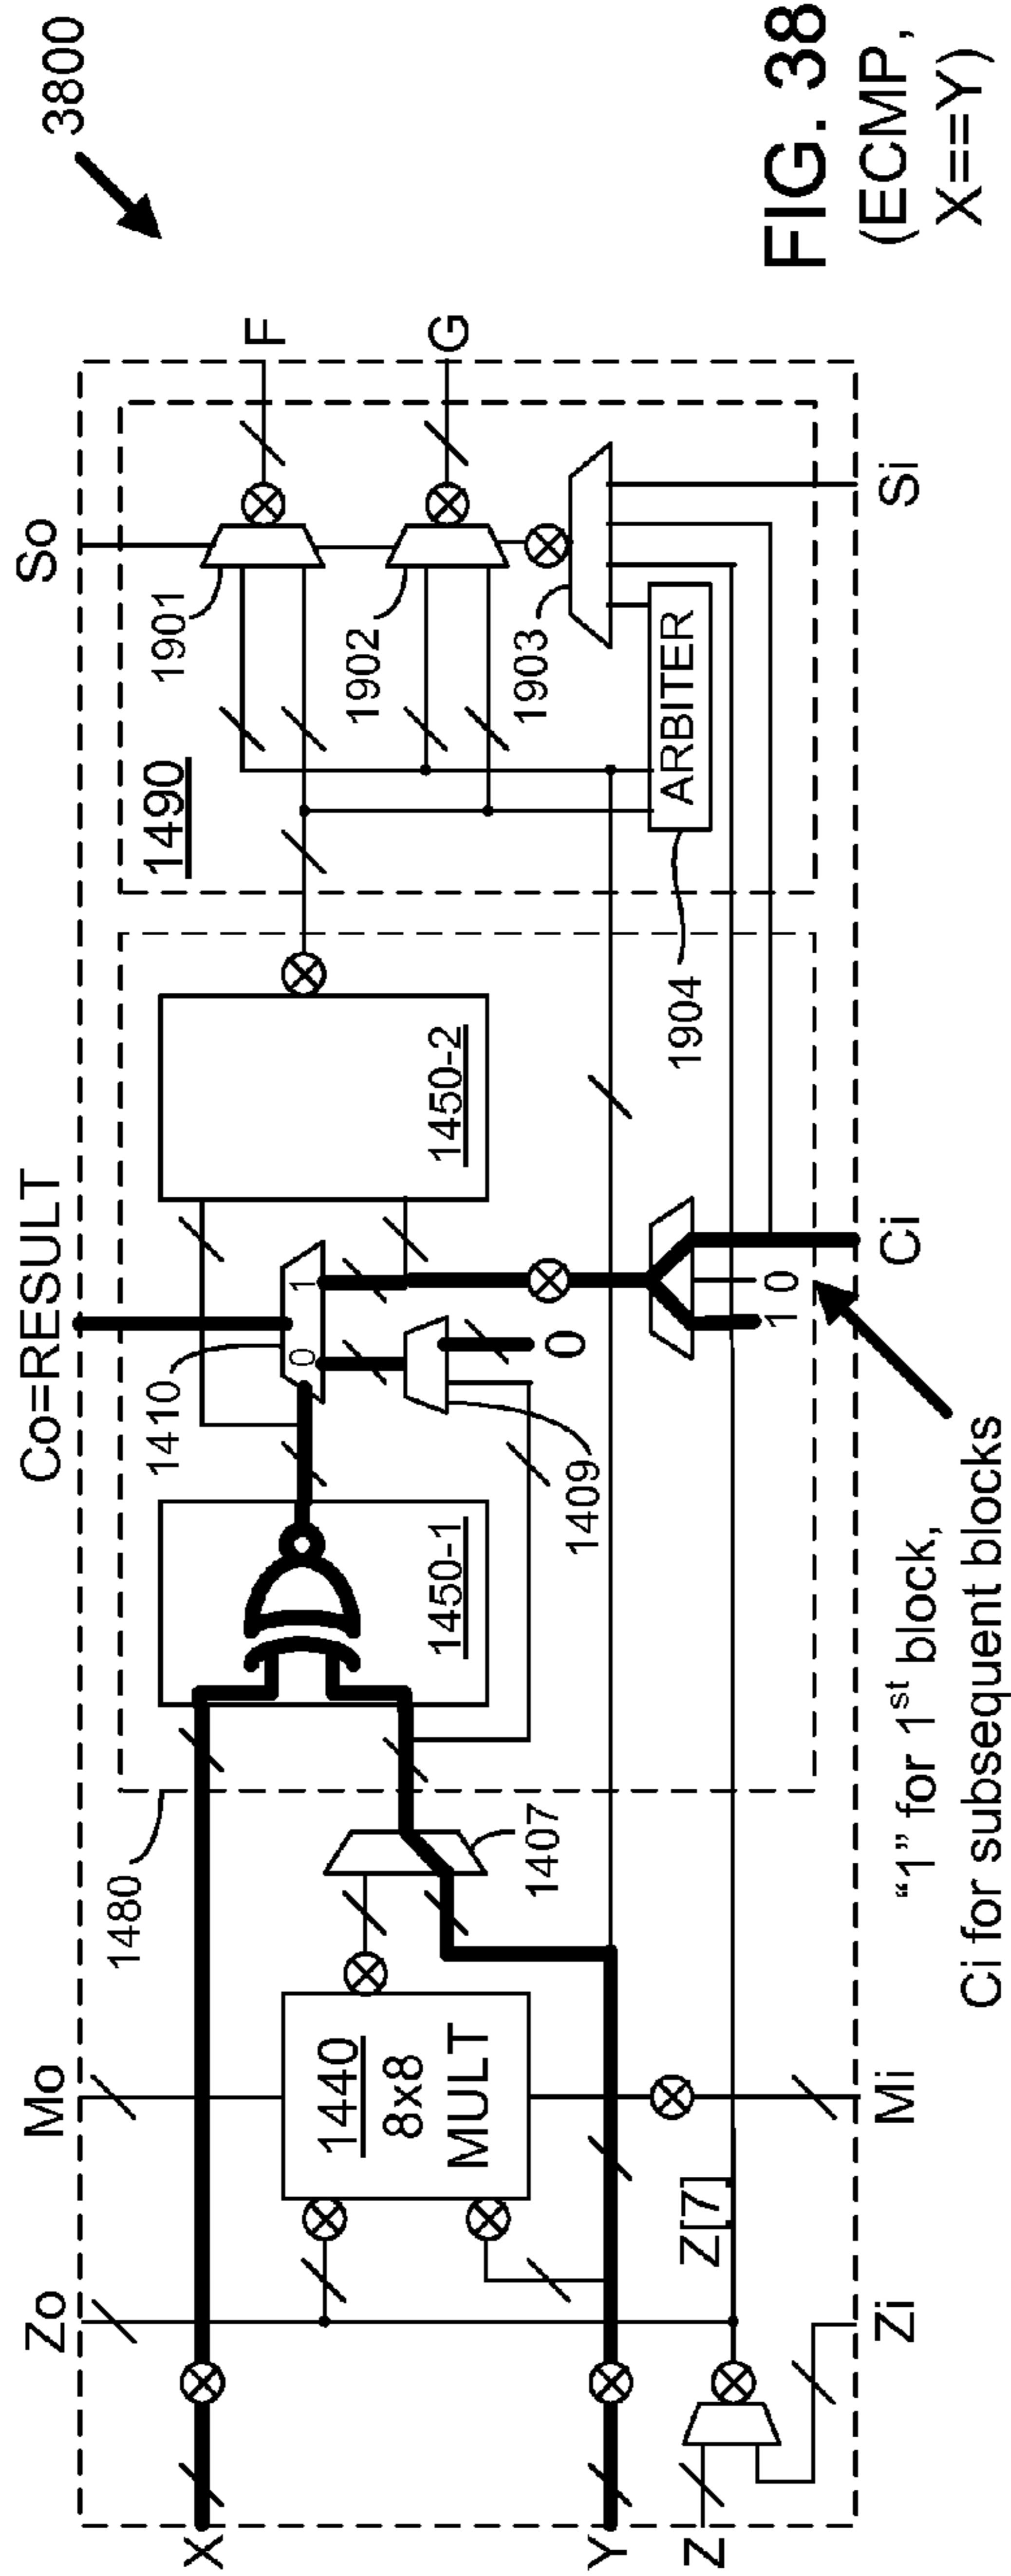 3800
So
Co=RESULT
Mo
Zo
F
G
1901
1902
1903
1490
ARBITER
1904
1410
0
1
1450-2
1409
0
1450-1
1480
1407
1440
8x8
MULT
Z[7]
X
Y
Z
1
0
Si
Ci
Mi
Zi
"1" for 1st block,
Ci for subsequent blocks
FIG. 38
(ECMP,
X==Y)